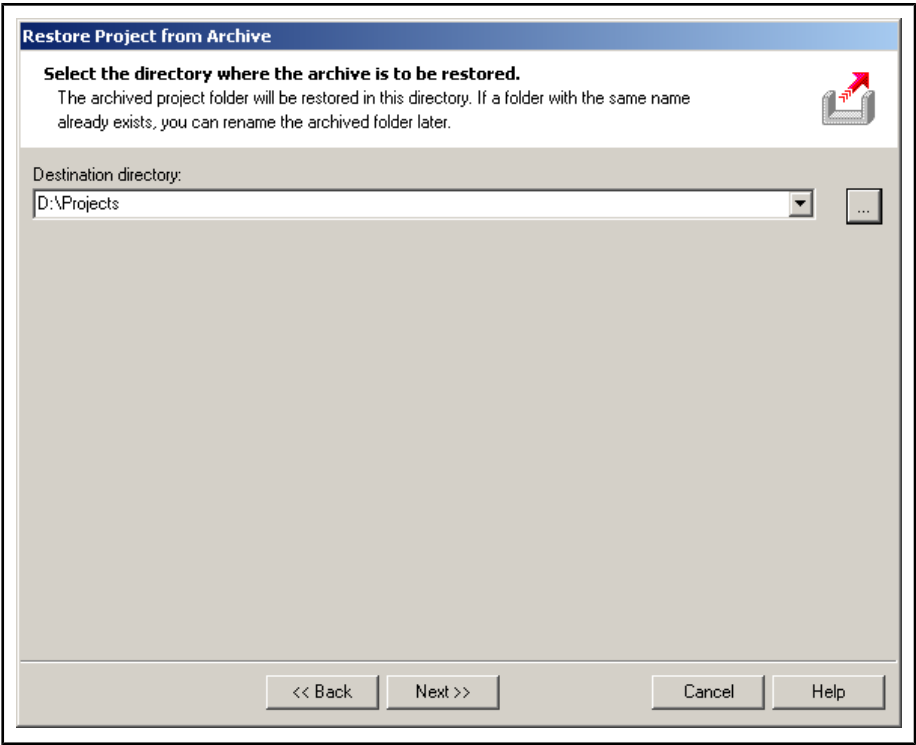 Restore Project from Archive
Select the directory where the archive is to be restored.
The archived project folder will be restored in this directory. If a folder with the same name
already exists, you can rename the archived folder later.
Destination directory:
D:\Projects
...
<< Back
Next >>
Cancel
Help